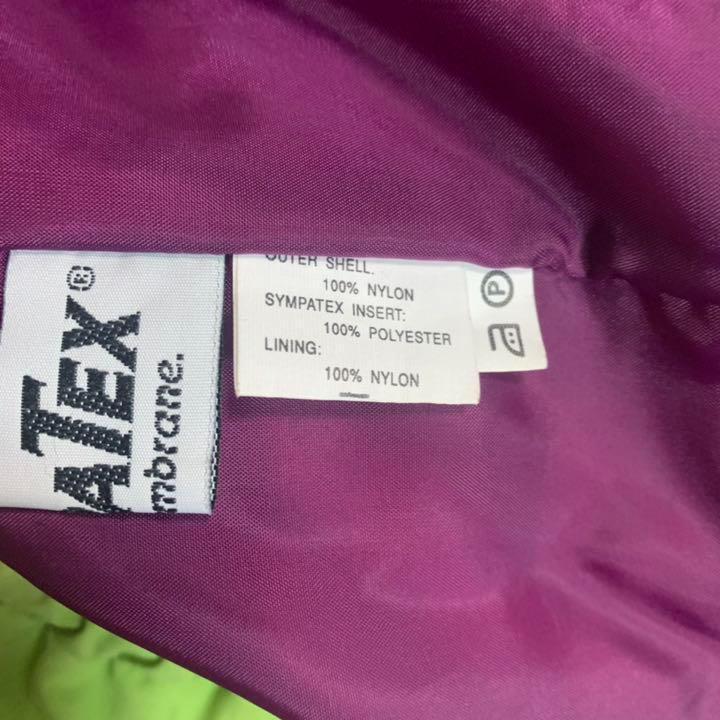 ATEX®
mbrane.
OUTER SHELL:
100% NYLON
SYMPATEX INSERT:
100% POLYESTER
LINING:
100% NYLON
P